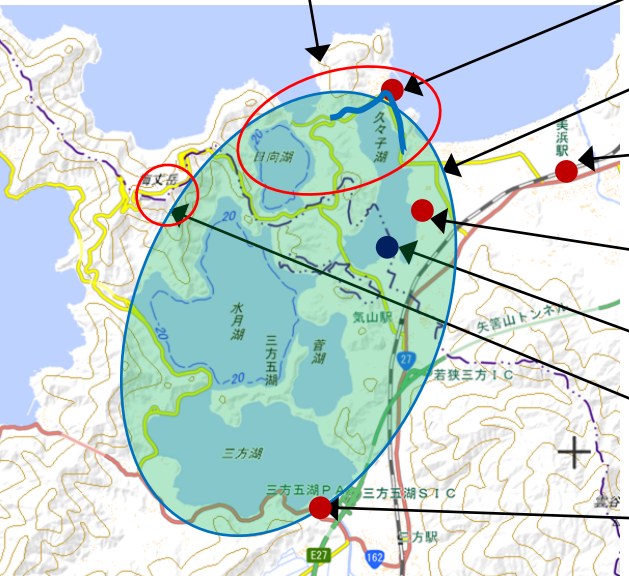 美浜駅
久々子湖
20
日向湖
梅丈岳
20
水月湖
三方五湖
菅湖
気山駅
矢筈山トンネル
20
20
27
若狭三方IC
三方湖
三方五湖PA
三方五湖SIC
雲谷
三方駅
E27
162